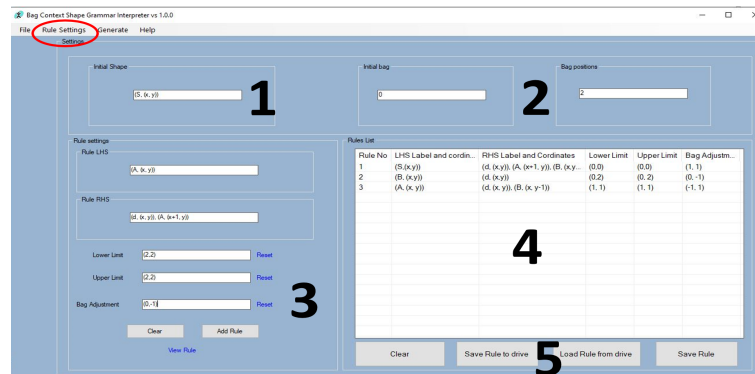 Bag Context Shape Grammar Interpreter vs 1.0.0
File Rule Settings Generate Help
Settings
Initial Shape
(S, (x, y))
1
Initial bag
0
2
Bag positions
2
Rule settings
Rule LHS
(A, (x, y))
Rule RHS
(d, (x, y)), (A, (x+1, y))
Lower Limit (2,2) Reset
Upper Limit (2,2) Reset
Bag Adjustment (0,-1) Reset
3
Clear Add Rule
View Rule
Rules List
Rule No LHS Label and cordin... RHS Label and Cordinates Lower Limit Upper Limit Bag Adjustm...
1 (S,(x,y)) (d, (x,y)), (A, (x+1, y)), (B, (x,y... (0,0) (0,0) (1, 1)
2 (B, (x,y)) (d, (x,y)) (0,2) (0, 2) (0, -1)
3 (A, (x, y)) (d, (x, y)), (B, (x, y-1)) (1, 1) (1, 1) (-1, 1)
4
Clear Save Rule to drive Load Rule from drive Save Rule
5